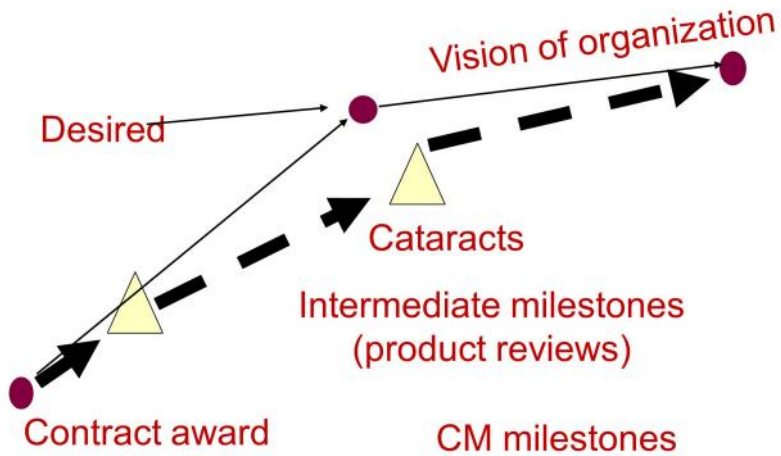 Vision of organization
Desired
Cataracts
Intermediate milestones
(product reviews)
Contract award
CM milestones